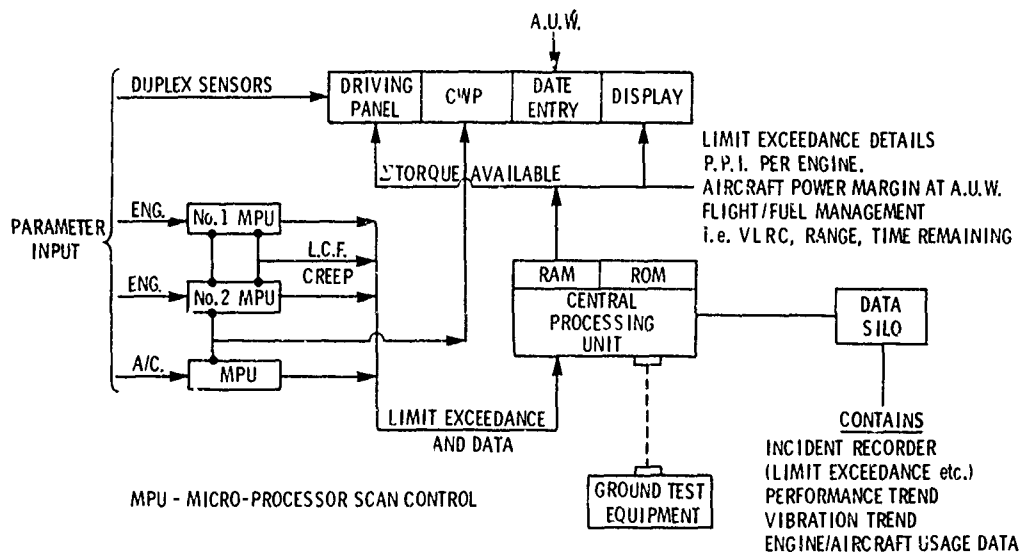 A.U.W.
DUPLEX SENSORS
DRIVING PANEL
CWP
DATE ENTRY
DISPLAY
LIMIT EXCEEDANCE DETAILS
P.P.I. PER ENGINE.
AIRCRAFT POWER MARGIN AT A.U.W.
FLIGHT/FULL MANAGEMENT
i.e. VLRC, RANGE, TIME REMAINING
ΣTORQUE AVAILABLE
PARAMETER
INPUT
ENG.
No.1 MPU
L.C.F.
CREEP
ENG.
No.2 MPU
A/C.
MPU
RAM
ROM
CENTRAL
PROCESSING
UNIT
DATA
SILO
LIMIT EXCEEDANCE
AND DATA
CONTAINS
INCIDENT RECORDER
(LIMIT EXCEEDANCE etc.)
PERFORMANCE TREND
VIBRATION TREND
ENGINE/AIRCRAFT USAGE DATA
GROUND TEST
EQUIPMENT
MPU - MICRO-PROCESSOR SCAN CONTROL